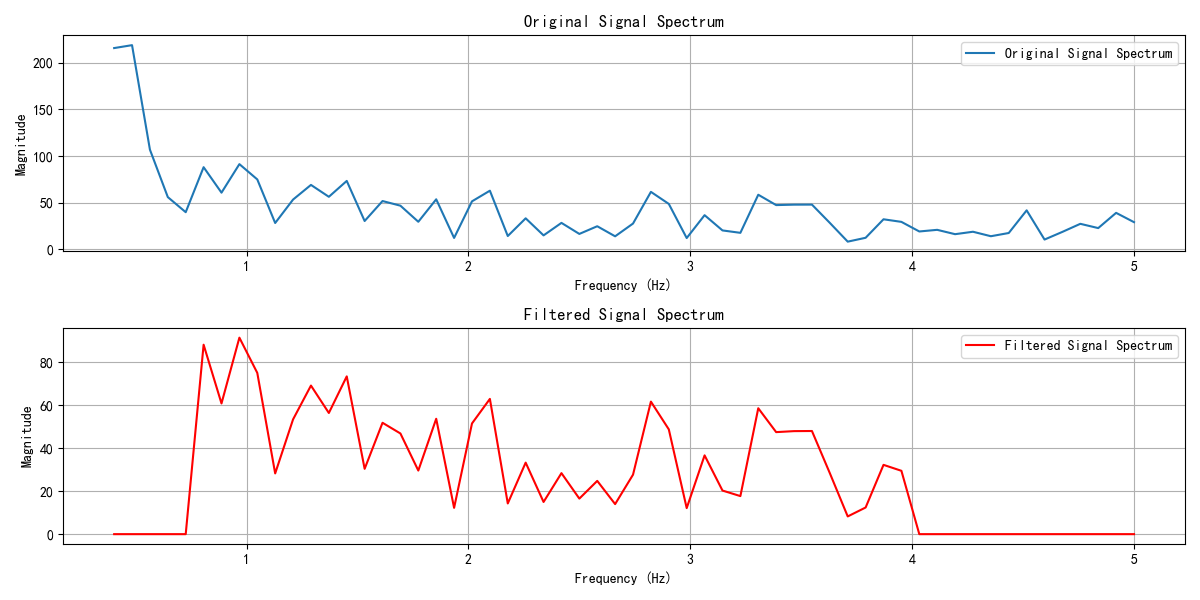 Original Signal Spectrum
Original Signal Spectrum
200
150
100
50
0
Magnitude
1 2 3 4 5
Frequency (Hz)
Filtered Signal Spectrum
Filtered Signal Spectrum
80
60
40
20
0
Magnitude
1 2 3 4 5
Frequency (Hz)